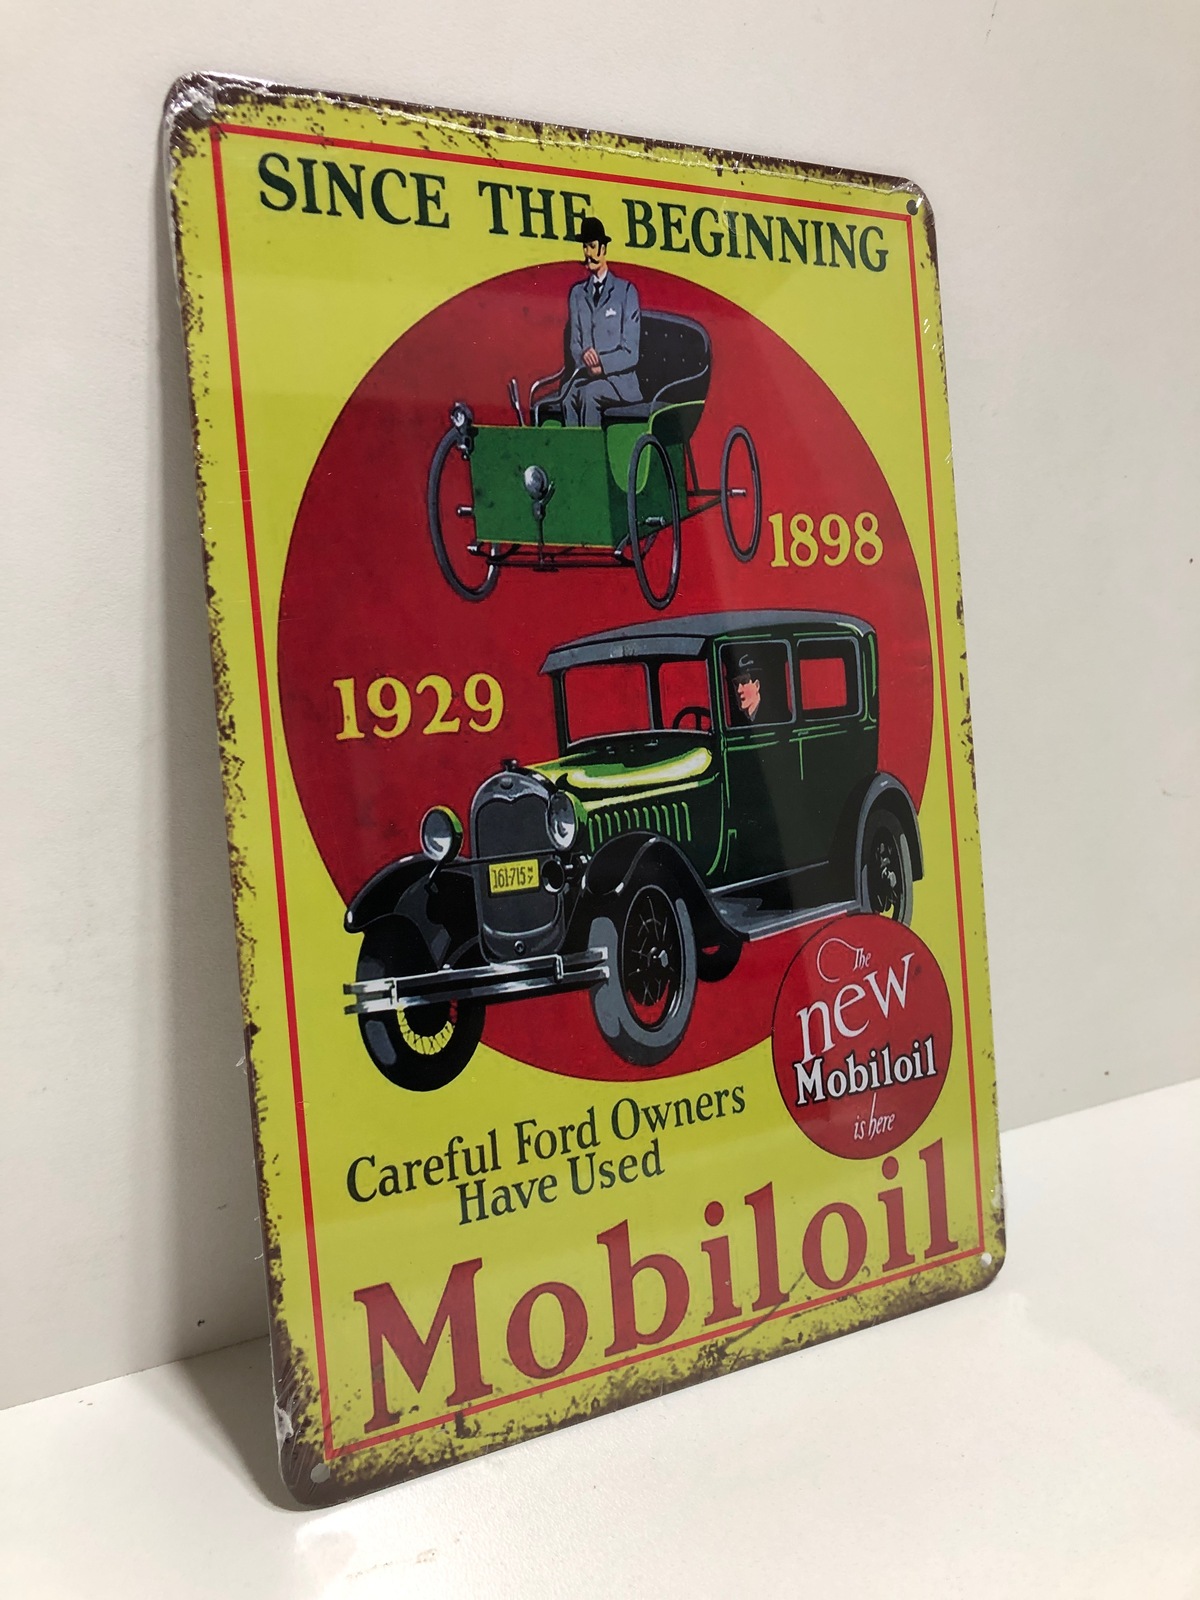 SINCE THE BEGINNING
1898
1929
161-715
The
new
Mobiloil
is here
Careful Ford Owners
Have Used
Mobiloil